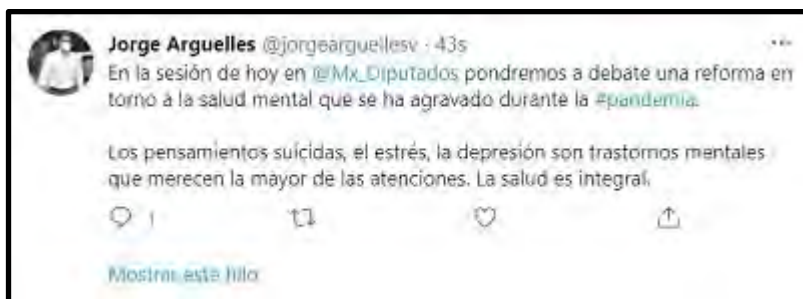 Jorge Arguelles @jorgearguellesv · 43s
En la sesión de hoy en @Mx_Diputados pondremos a debate una reforma en
torno a la salud mental que se ha agravado durante la #pandemia.
Los pensamientos suicidas, el estrés, la depresión son trastornos mentales
que merecen la mayor de las atenciones. La salud es integral.
1
Mostrar este hilo